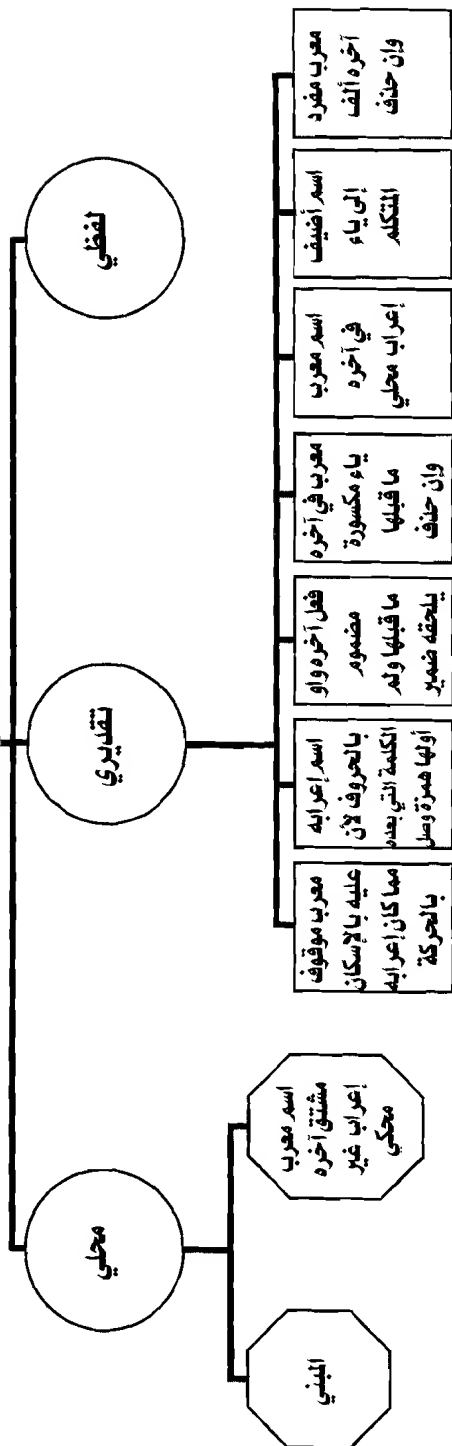 لفظي
تقديري
محلي
معرب مفرد
آخره ألف
وإن حذف
اسم أضيف
إلى ياء
المتكلم
اسم معرب
في آخره
إعراب محلي
معرب في آخره
ياء مكسورة
ما قبلها
وإن حذف
فعل آخره واو
مضموم
ما قبلها ولم
يلحقه ضمير
اسم إعرابه
بالحروف لأن
الكلمة التي بعده
أولها همزة وصل
معرب موقوف
عليه بالإسكان
مما كان إعرابه
بالحركة
اسم معرب
مشتق آخره
إعراب غير
محكي
المبني